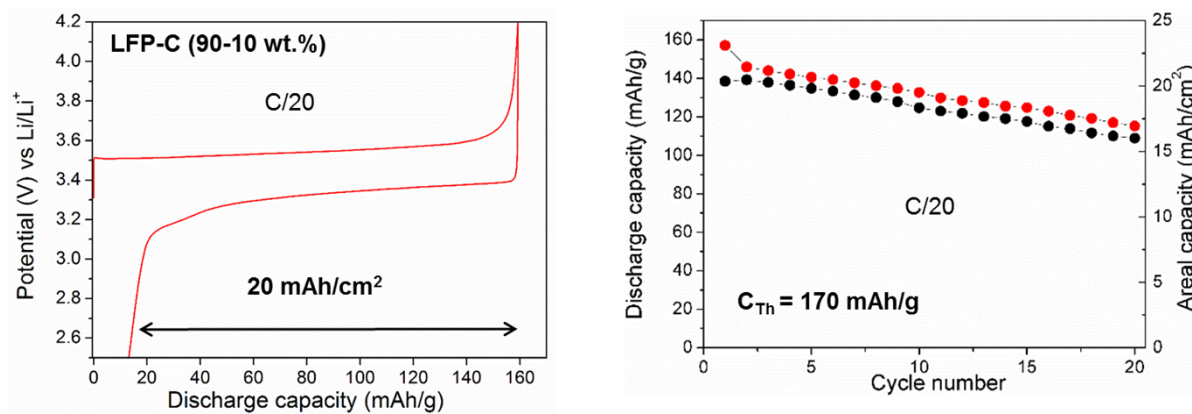 LFP-C (90-10 wt.%)
C/20
20 mAh/cm²
Potential (V) vs Li/Li⁺
4.2
4.0
3.8
3.6
3.4
3.2
3.0
2.8
2.6
0 20 40 60 80 100 120 140 160
Discharge capacity (mAh/g)
Discharge capacity (mAh/g)
160
140
120
100
80
60
40
20
0
C/20
C_Th = 170 mAh/g
0 5 10 15 20
Cycle number
25
20
15
10
5
0
Areal capacity (mAh/cm²)